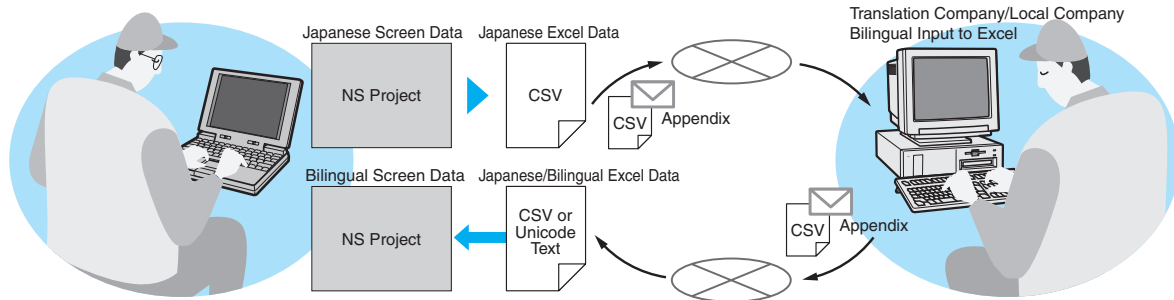 Japanese Screen Data
Japanese Excel Data
Translation Company/Local Company
Bilingual Input to Excel
NS Project
CSV
CSV
Appendix
Bilingual Screen Data
Japanese/Bilingual Excel Data
NS Project
CSV or
Unicode
Text
CSV
Appendix